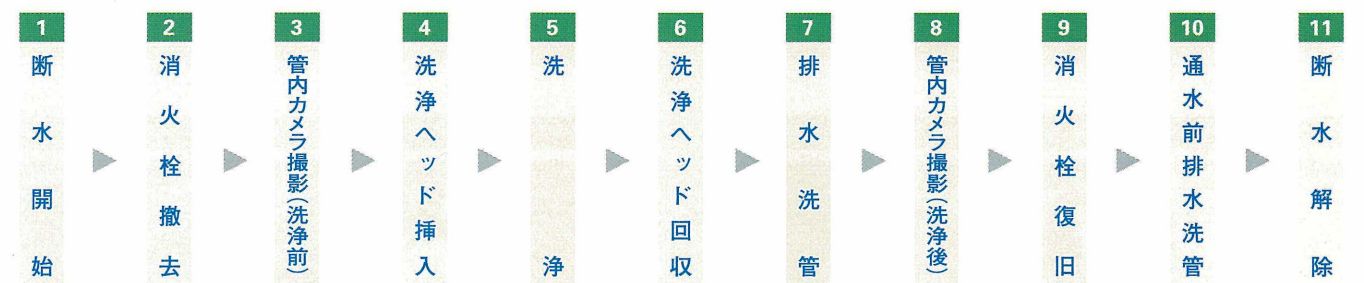 1
断水開始
2
消火栓撤去
3
管内カメラ撮影(洗浄前)
4
洗浄ヘッド挿入
5
洗浄
6
洗浄ヘッド回収
7
排水洗管
8
管内カメラ撮影(洗浄後)
9
消火栓復旧
10
通水前排水洗管
11
断水解除